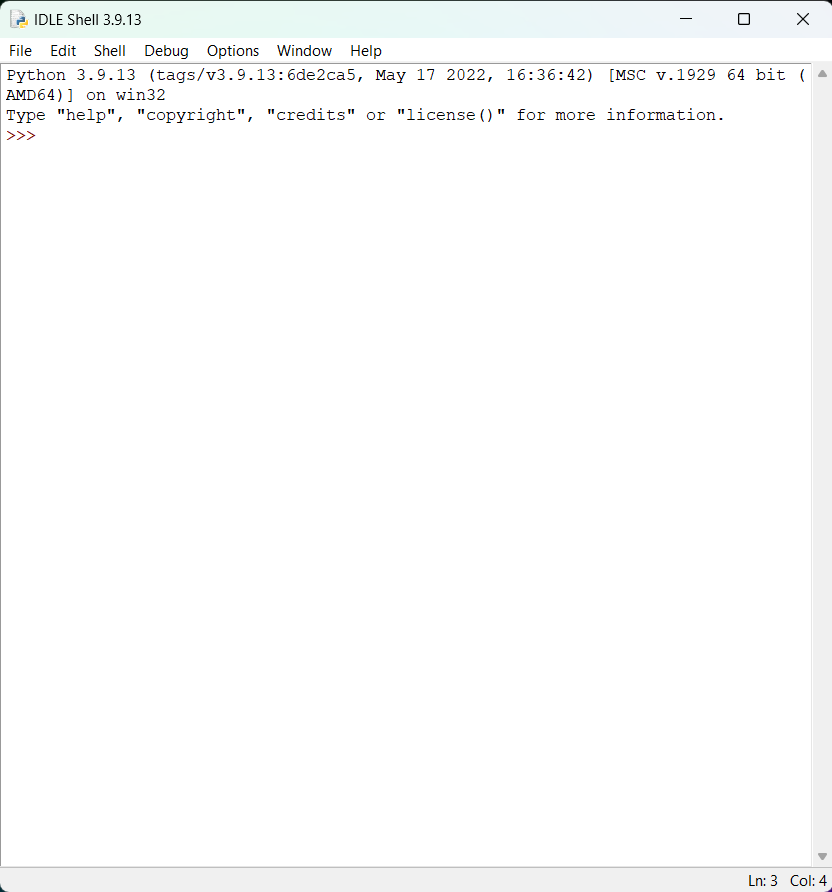 IDLE Shell 3.9.13
File Edit Shell Debug Options Window Help
Python 3.9.13 (tags/v3.9.13:6de2ca5, May 17 2022, 16:36:42) [MSC v.1929 64 bit (
AMD64)] on win32
Type "help", "copyright", "credits" or "license()" for more information.
>>>
Ln: 3 Col: 4